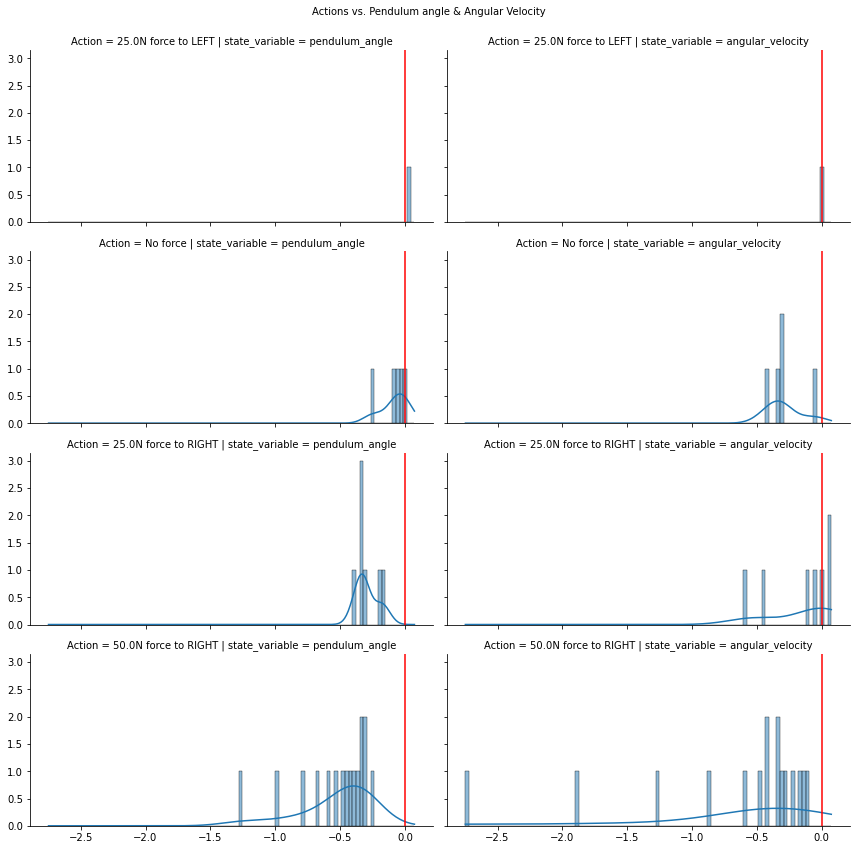 Actions vs. Pendulum angle & Angular Velocity
Action = 25.0N force to LEFT | state_variable = pendulum_angle
Action = 25.0N force to LEFT | state_variable = angular_velocity
3.0
2.5
2.0
1.5
1.0
0.5
0.0
Action = No force | state_variable = pendulum_angle
Action = No force | state_variable = angular_velocity
3.0
2.5
2.0
1.5
1.0
0.5
0.0
Action = 25.0N force to RIGHT | state_variable = pendulum_angle
Action = 25.0N force to RIGHT | state_variable = angular_velocity
3.0
2.5
2.0
1.5
1.0
0.5
0.0
Action = 50.0N force to RIGHT | state_variable = pendulum_angle
Action = 50.0N force to RIGHT | state_variable = angular_velocity
3.0
2.5
2.0
1.5
1.0
0.5
0.0
−2.5 −2.0 −1.5 −1.0 −0.5 0.0
−2.5 −2.0 −1.5 −1.0 −0.5 0.0